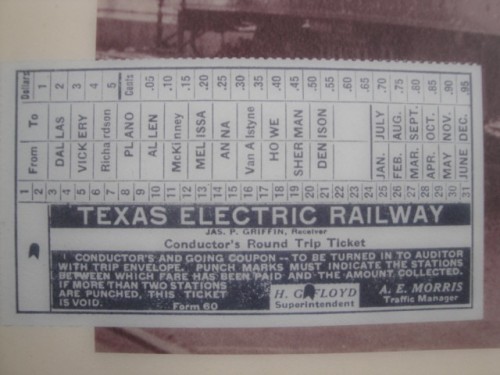 Dollars 1 2 3 4 5 Cents .05 .10 .15 .20 .25 .30 .35 .40 .45 .50 .55 .60 .65 .70 .75 .80 .85 .90 .95
From To
DALLAS
VICKERY
Richardson
PLANO
ALLEN
McKinney
MELISSA
ANNA
Van Alstyne
HOWE
SHERMAN
DENISON
JAN. JULY
FEB. AUG.
MAR. SEPT.
APR. OCT.
MAY NOV.
JUNE DEC.
1 2 3 4 5 6 7 8 9 10 11 12 13 14 15 16 17 18 19 20 21 22 23 24 25 26 27 28 29 30 31
TEXAS ELECTRIC RAILWAY
JAS. P. GRIFFIN, Receiver
Conductor's Round Trip Ticket
CONDUCTOR'S AND GOING COUPON -- TO BE TURNED IN TO AUDITOR
WITH TRIP ENVELOPE. PUNCH MARKS MUST INDICATE THE STATIONS
BETWEEN WHICH FARE HAS BEEN PAID AND THE AMOUNT COLLECTED.
IF MORE THAN TWO STATIONS
ARE PUNCHED, THIS TICKET
IS VOID.
Form 60
H. G. FLOYD
Superintendent
A. E. MORRIS
Traffic Manager